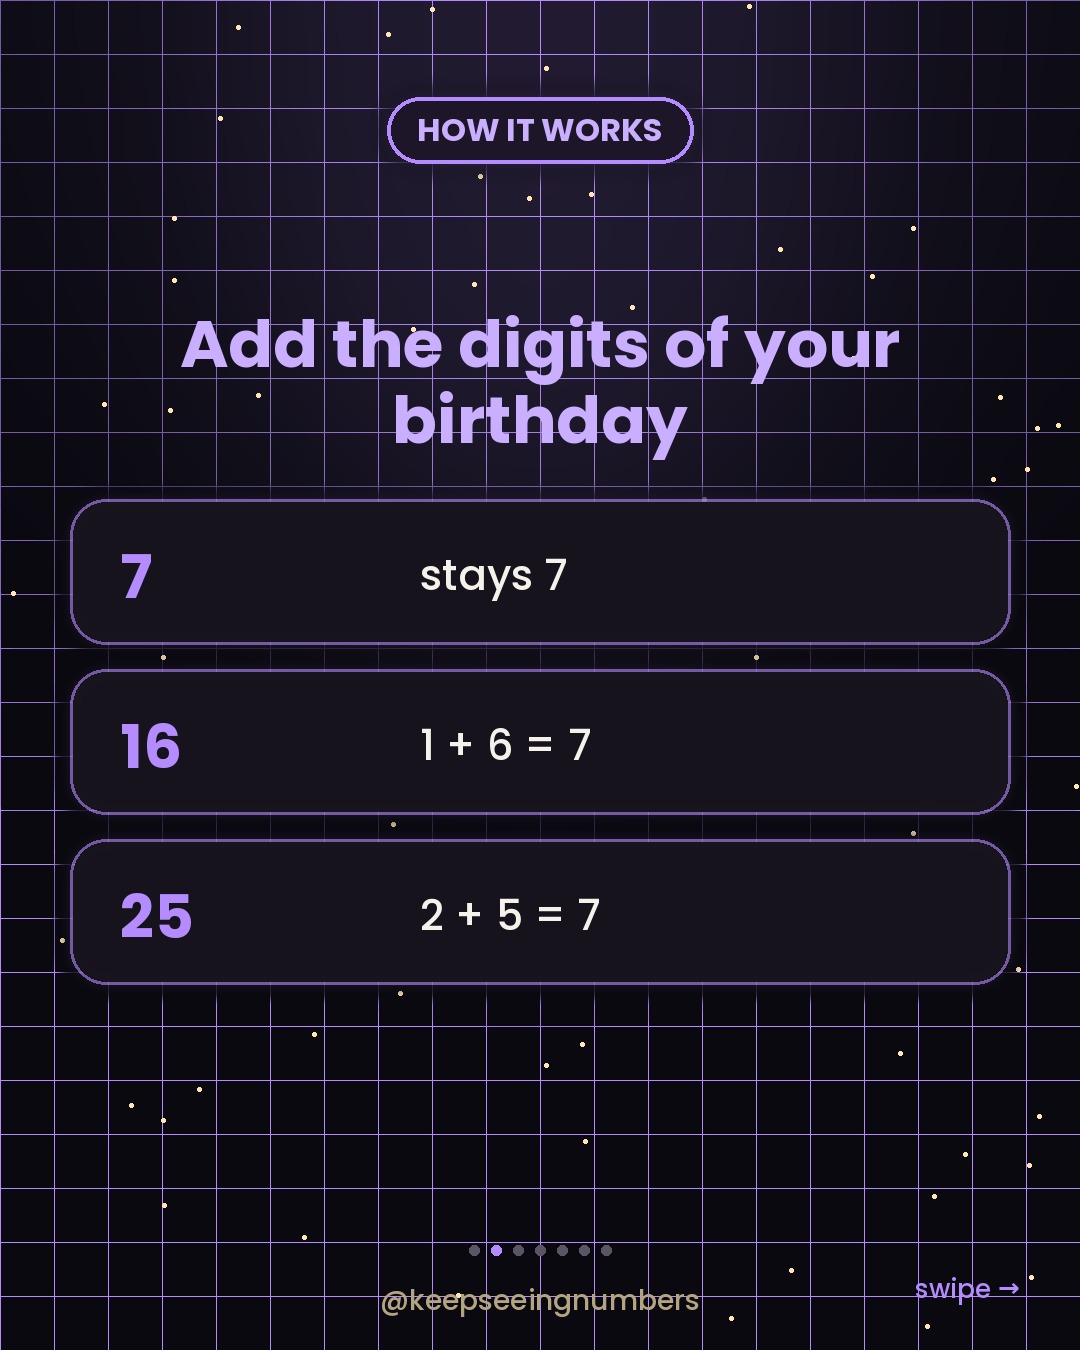 HOW IT WORKS
Add the digits of your
birthday
7 stays 7
16 1 + 6 = 7
25 2 + 5 = 7
@keepseeingnumbers
swipe →